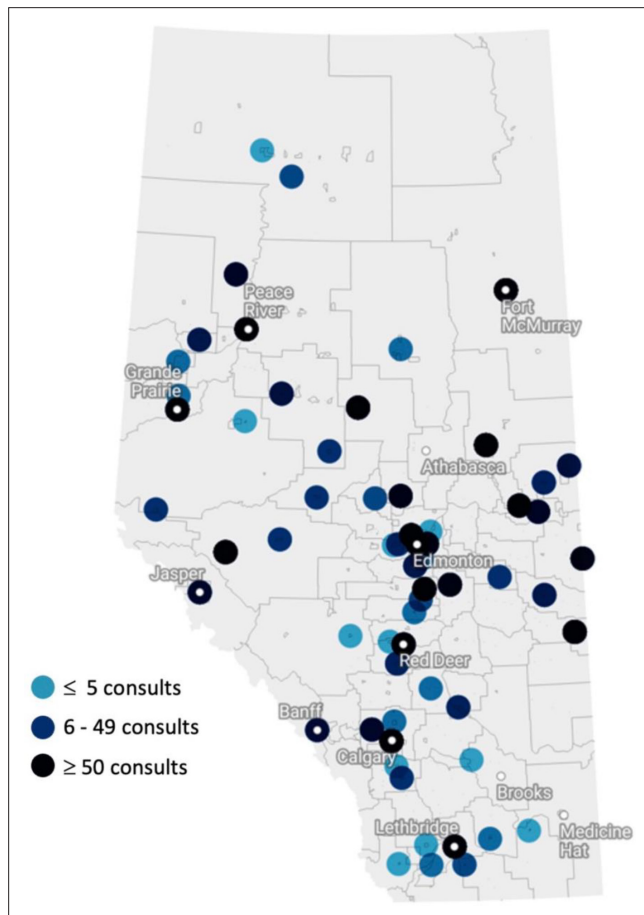 Peace
River
Fort
McMurray
Grande
Prairie
Athabasca
Edmonton
Jasper
Red Deer
≤ 5 consults
6 - 49 consults
≥ 50 consults
Banff
Calgary
Brooks
Lethbridge
Medicine
Hat